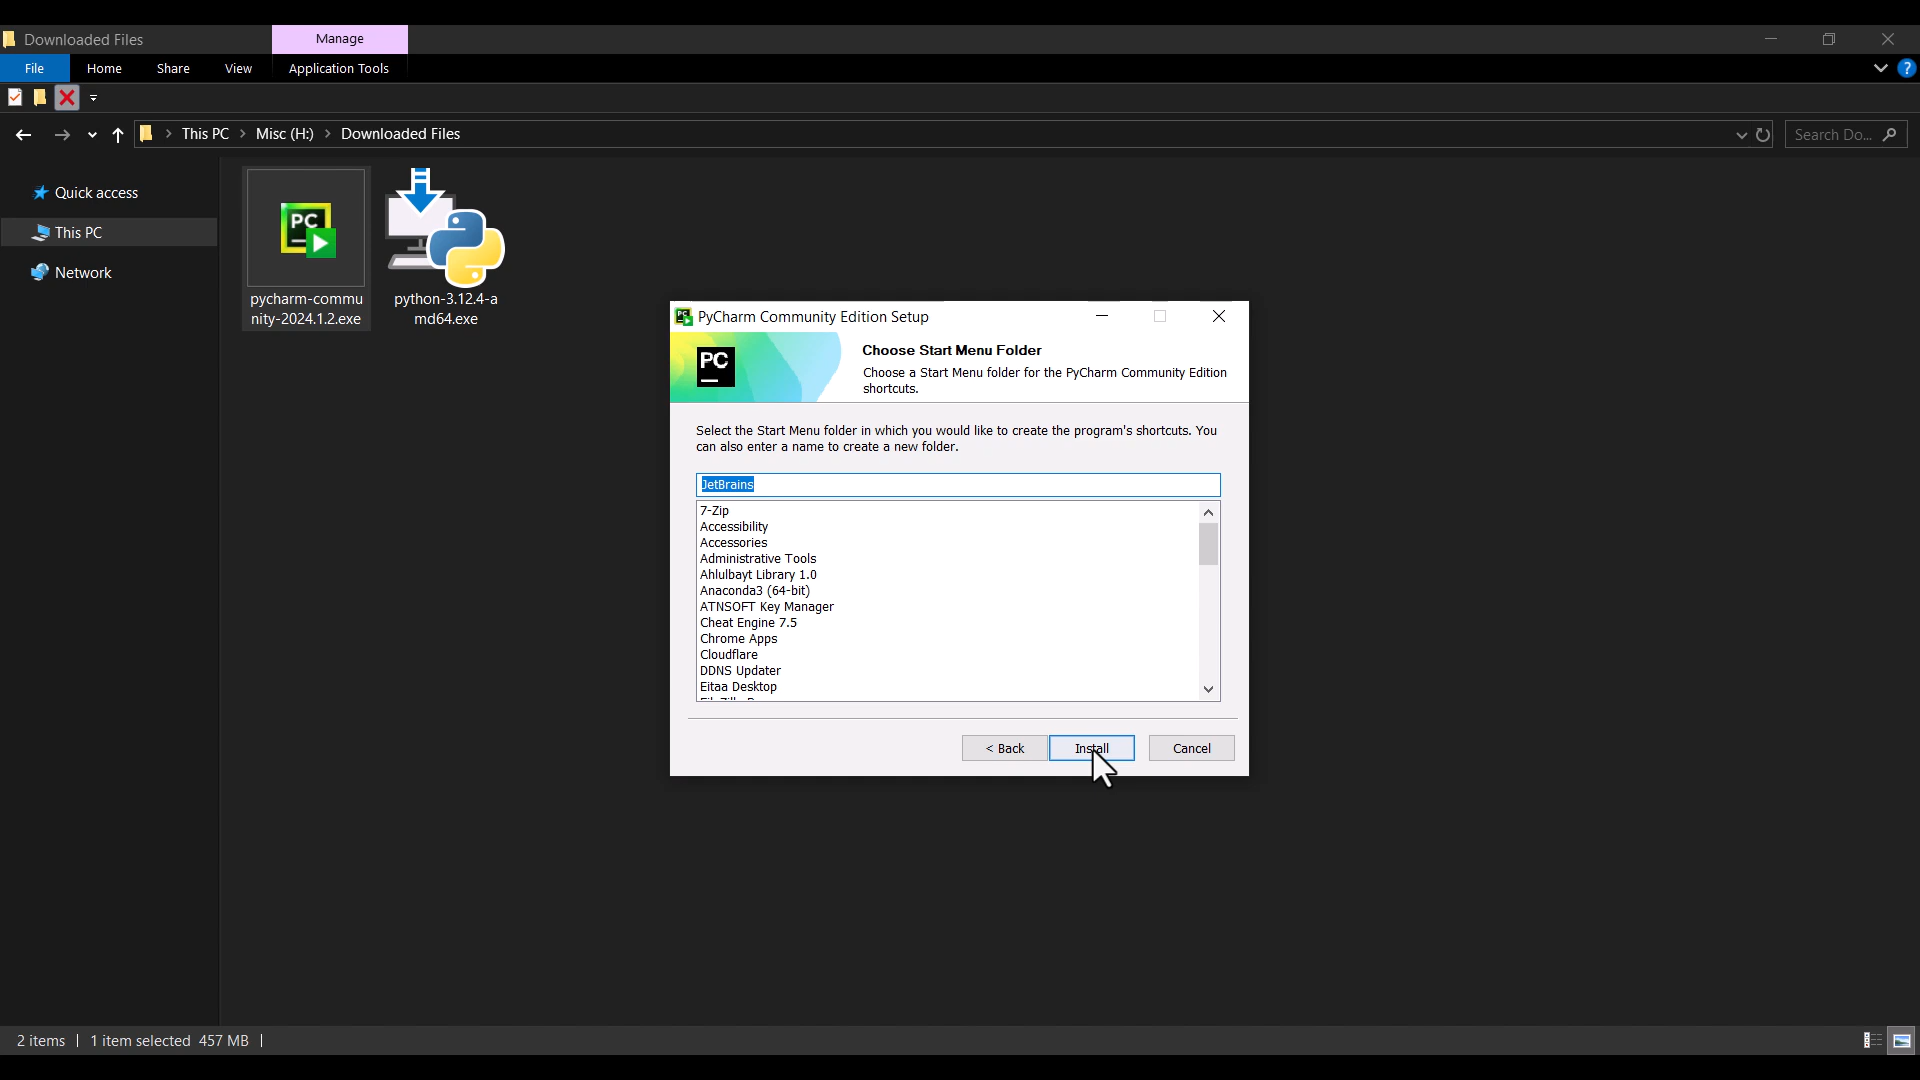 Downloaded Files
Manage
File Home Share View Application Tools
?
This PC > Misc (H:) > Downloaded Files
Search Do...
Quick access
This PC
Network
PC
pycharm-commu
nity-2024.1.2.exe
python-3.12.4-a
md64.exe
PyCharm Community Edition Setup
PC
Choose Start Menu Folder
Choose a Start Menu folder for the PyCharm Community Edition
shortcuts.
Select the Start Menu folder in which you would like to create the program's shortcuts. You
can also enter a name to create a new folder.
JetBrains
7-Zip
Accessibility
Accessories
Administrative Tools
Ahlulbayt Library 1.0
Anaconda3 (64-bit)
ATNSOFT Key Manager
Cheat Engine 7.5
Chrome Apps
Cloudflare
DDNS Updater
Eitaa Desktop
< Back Install Cancel
2 items 1 item selected 457 MB